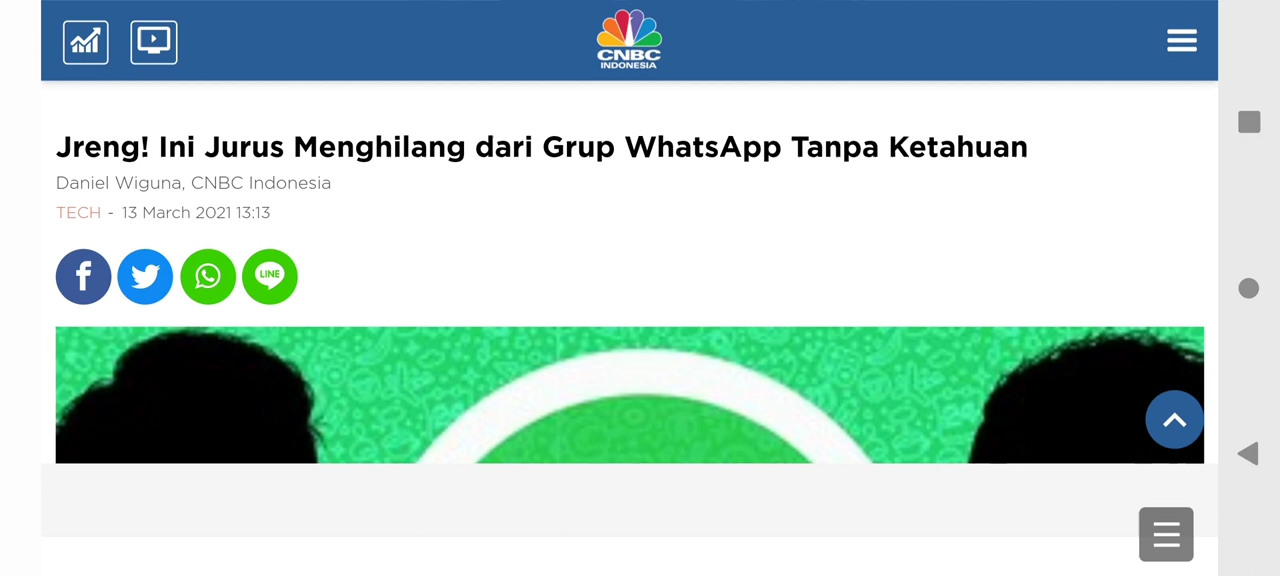 CNBC
INDONESIA
Jreng! Ini Jurus Menghilang dari Grup WhatsApp Tanpa Ketahuan
Daniel Wiguna, CNBC Indonesia
TECH - 13 March 2021 13:13
LINE